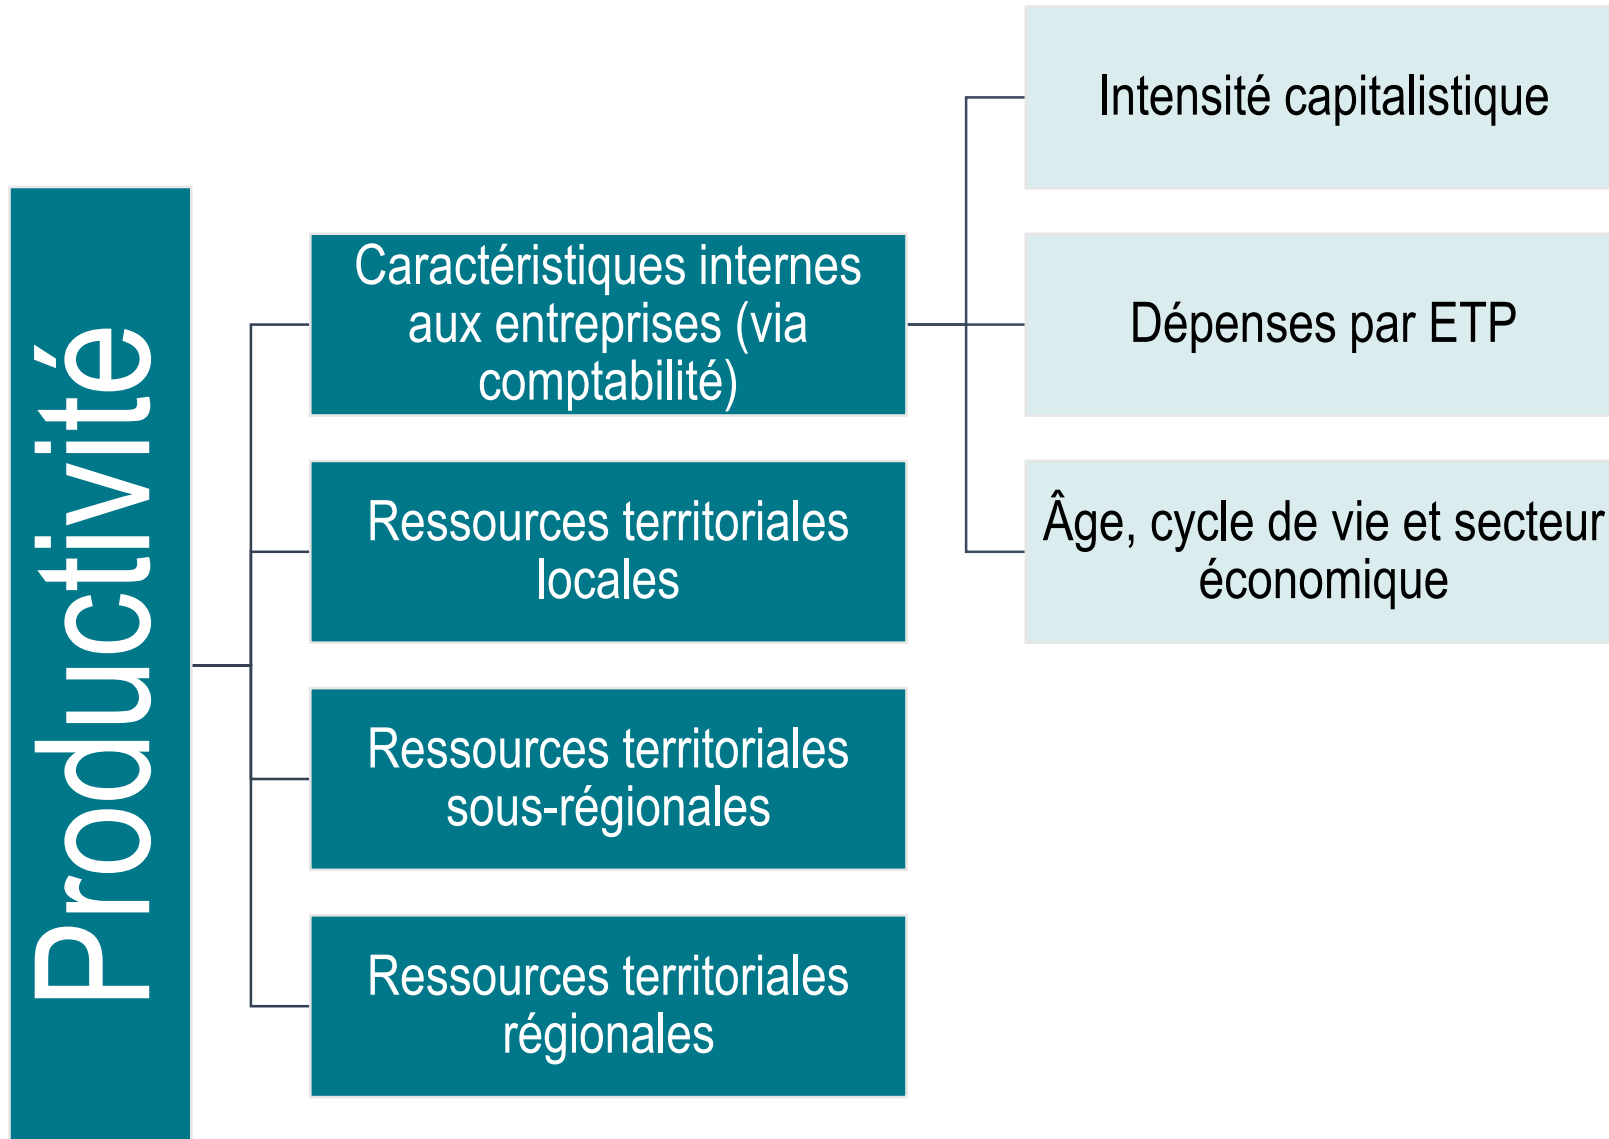 Productivité
Caractéristiques internes
aux entreprises (via
comptabilité)
Ressources territoriales
locales
Ressources territoriales
sous-régionales
Ressources territoriales
régionales
Intensité capitalistique
Dépenses par ETP
Âge, cycle de vie et secteur
économique